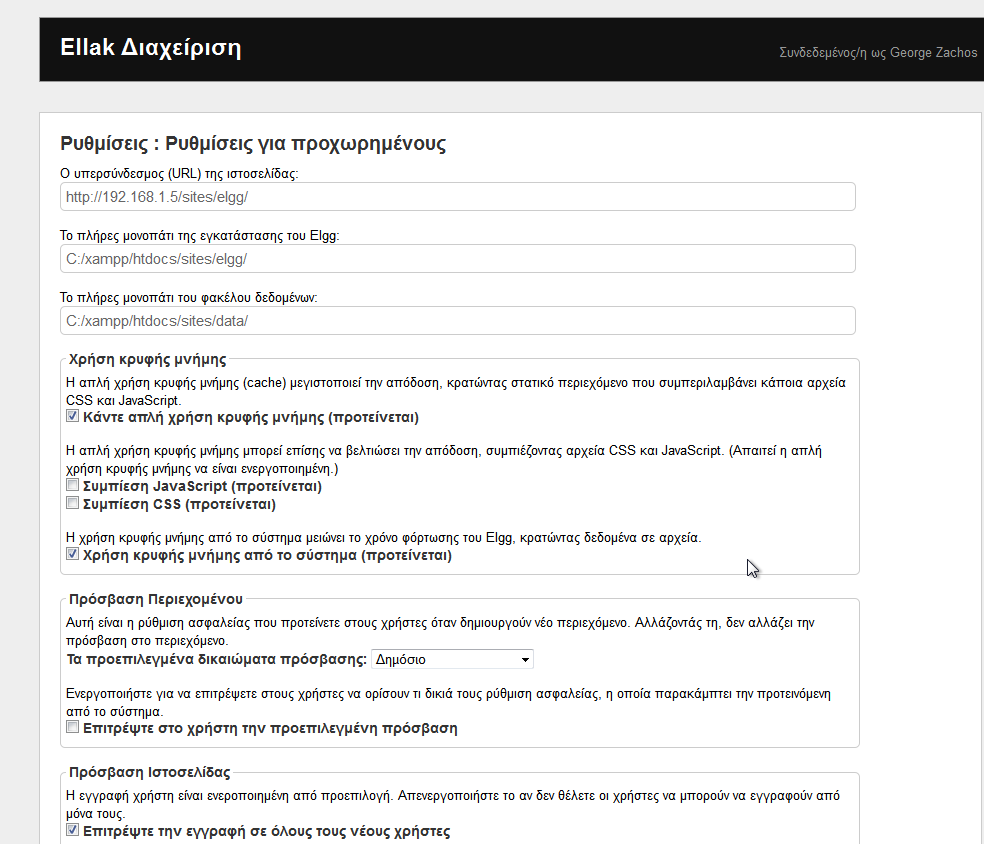 Ellak Διαχείριση
Συνδεδεμένος/η ως George Zachos
Ρυθμίσεις : Ρυθμίσεις για προχωρημένους
Ο υπερσύνδεσμος (URL) της ιστοσελίδας:
http://192.168.1.5/sites/elgg/
Το πλήρες μονοπάτι της εγκατάστασης του Elgg:
C:/xampp/htdocs/sites/elgg/
Το πλήρες μονοπάτι του φακέλου δεδομένων:
C:/xampp/htdocs/sites/data/
Χρήση κρυφής μνήμης
Η απλή χρήση κρυφής μνήμης (cache) μεγιστοποιεί την απόδοση, κρατώντας στατικό περιεχόμενο που συμπεριλαμβάνει κάποια αρχεία
CSS και JavaScript.
Κάντε απλή χρήση κρυφής μνήμης (προτείνεται)
Η απλή χρήση κρυφής μνήμης μπορεί επίσης να βελτιώσει την απόδοση, συμπιέζοντας αρχεία CSS και JavaScript. (Απαιτεί η απλή
χρήση κρυφής μνήμης να είναι ενεργοποιημένη.)
Συμπίεση JavaScript (προτείνεται)
Συμπίεση CSS (προτείνεται)
Η χρήση κρυφής μνήμης από το σύστημα μειώνει το χρόνο φόρτωσης του Elgg, κρατώντας δεδομένα σε αρχεία.
Χρήση κρυφής μνήμης από το σύστημα (προτείνεται)
Πρόσβαση Περιεχομένου
Αυτή είναι η ρύθμιση ασφαλείας που προτείνετε στους χρήστες όταν δημιουργούν νέο περιεχόμενο. Αλλάζοντάς τη, δεν αλλάζει την
πρόσβαση στο περιεχόμενο.
Τα προεπιλεγμένα δικαιώματα πρόσβασης: Δημόσιο
Ενεργοποιήστε για να επιτρέψετε στους χρήστες να ορίσουν τι δικιά τους ρύθμιση ασφαλείας, η οποία παρακάμπτει την προτεινόμενη
από το σύστημα.
Επιτρέψτε στο χρήστη την προεπιλεγμένη πρόσβαση
Πρόσβαση Ιστοσελίδας
Η εγγραφή χρήστη είναι ενεροποιημένη από προεπιλογή. Απενεργοποιήστε το αν δεν θέλετε οι χρήστες να μπορούν να εγγραφούν από
μόνα τους.
Επιτρέψτε την εγγραφή σε όλους τους νέους χρήστες